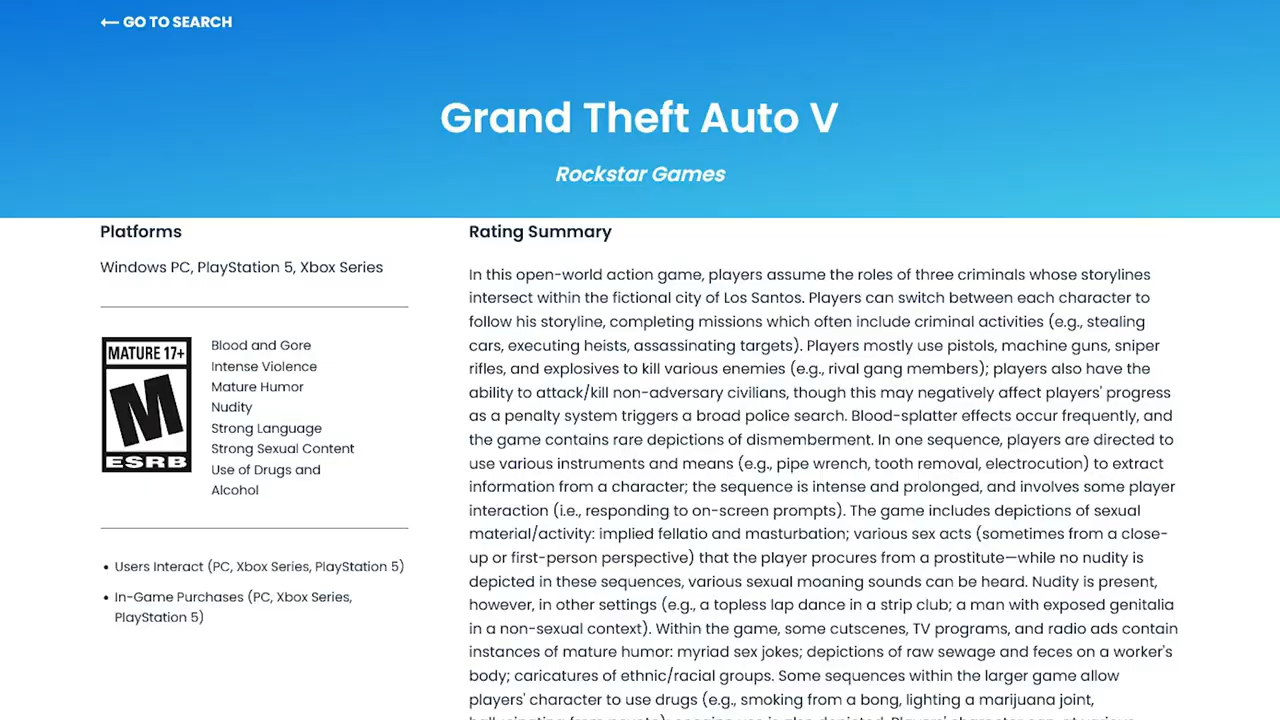 ← GO TO SEARCH
Grand Theft Auto V
Rockstar Games
Platforms
Windows PC, PlayStation 5, Xbox Series
MATURE 17+
M
ESRB
Blood and Gore
Intense Violence
Mature Humor
Nudity
Strong Language
Strong Sexual Content
Use of Drugs and
Alcohol
• Users Interact (PC, Xbox Series, PlayStation 5)
• In-Game Purchases (PC, Xbox Series,
PlayStation 5)
Rating Summary
In this open-world action game, players assume the roles of three criminals whose storylines
intersect within the fictional city of Los Santos. Players can switch between each character to
follow his storyline, completing missions which often include criminal activities (e.g., stealing
cars, executing heists, assassinating targets). Players mostly use pistols, machine guns, sniper
rifles, and explosives to kill various enemies (e.g., rival gang members); players also have the
ability to attack/kill non-adversary civilians, though this may negatively affect players' progress
as a penalty system triggers a broad police search. Blood-splatter effects occur frequently, and
the game contains rare depictions of dismemberment. In one sequence, players are directed to
use various instruments and means (e.g., pipe wrench, tooth removal, electrocution) to extract
information from a character; the sequence is intense and prolonged, and involves some player
interaction (i.e., responding to on-screen prompts). The game includes depictions of sexual
material/activity: implied fellatio and masturbation; various sex acts (sometimes from a close-
up or first-person perspective) that the player procures from a prostitute—while no nudity is
depicted in these sequences, various sexual moaning sounds can be heard. Nudity is present,
however, in other settings (e.g., a topless lap dance in a strip club; a man with exposed genitalia
in a non-sexual context). Within the game, some cutscenes, TV programs, and radio ads contain
instances of mature humor: myriad sex jokes; depictions of raw sewage and feces on a worker's
body; caricatures of ethnic/racial groups. Some sequences within the larger game allow
players' character to use drugs (e.g., smoking from a bong, lighting a marijuana joint,